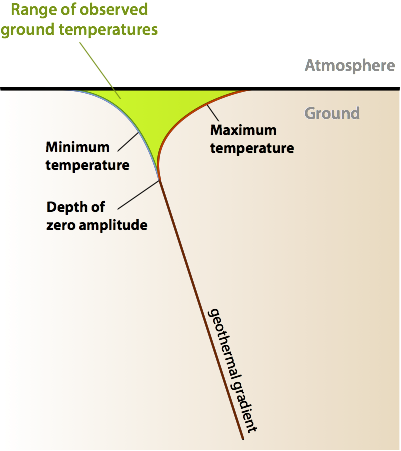 Range of observed
ground temperatures
Atmosphere
Ground
Maximum
temperature
Minimum
temperature
Depth of
zero amplitude
geothermal gradient